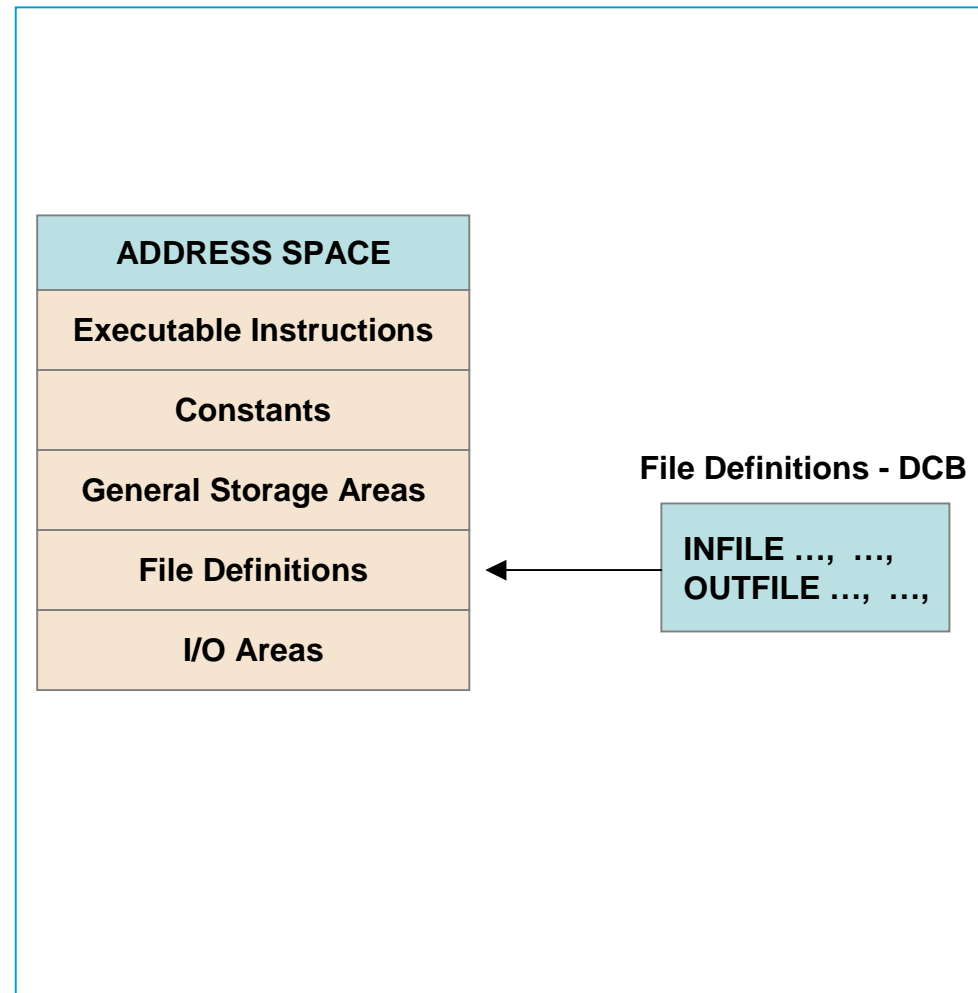 ADDRESS SPACE
Executable Instructions
Constants
General Storage Areas
File Definitions
I/O Areas
File Definitions - DCB
INFILE …, …,
OUTFILE …, …,